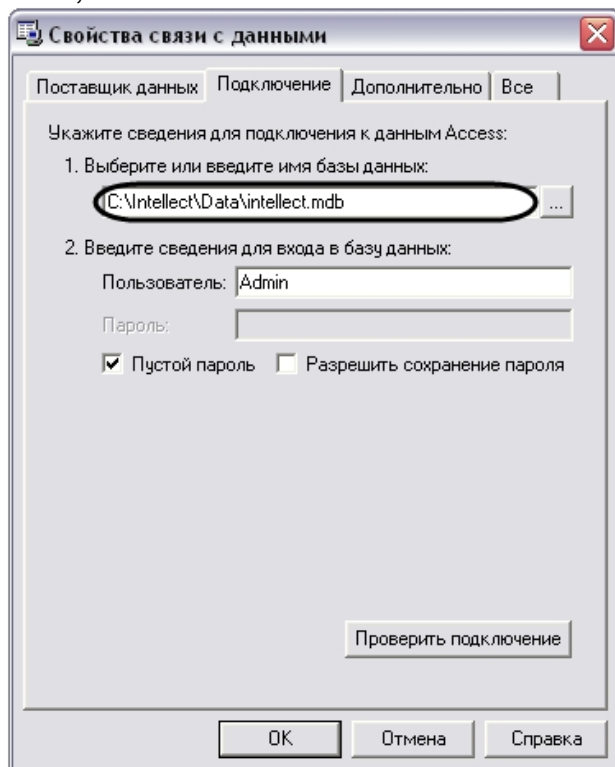 Свойства связи с данными
Поставщик данных Подключение Дополнительно Все
Укажите сведения для подключения к данным Access:
1. Выберите или введите имя базы данных:
C:\Intellect\Data\intellect.mdb ...
2. Введите сведения для входа в базу данных:
Пользователь: Admin
Пароль:
Пустой пароль Разрешить сохранение пароля
Проверить подключение
OK Отмена Справка